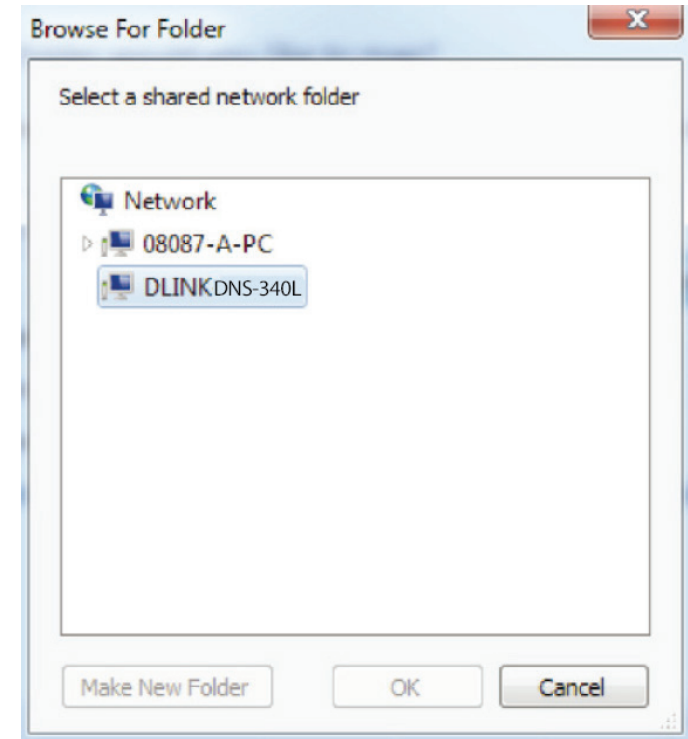 Browse For Folder
Select a shared network folder
Network
08087-A-PC
DLINKDNS-340L
Make New Folder OK Cancel